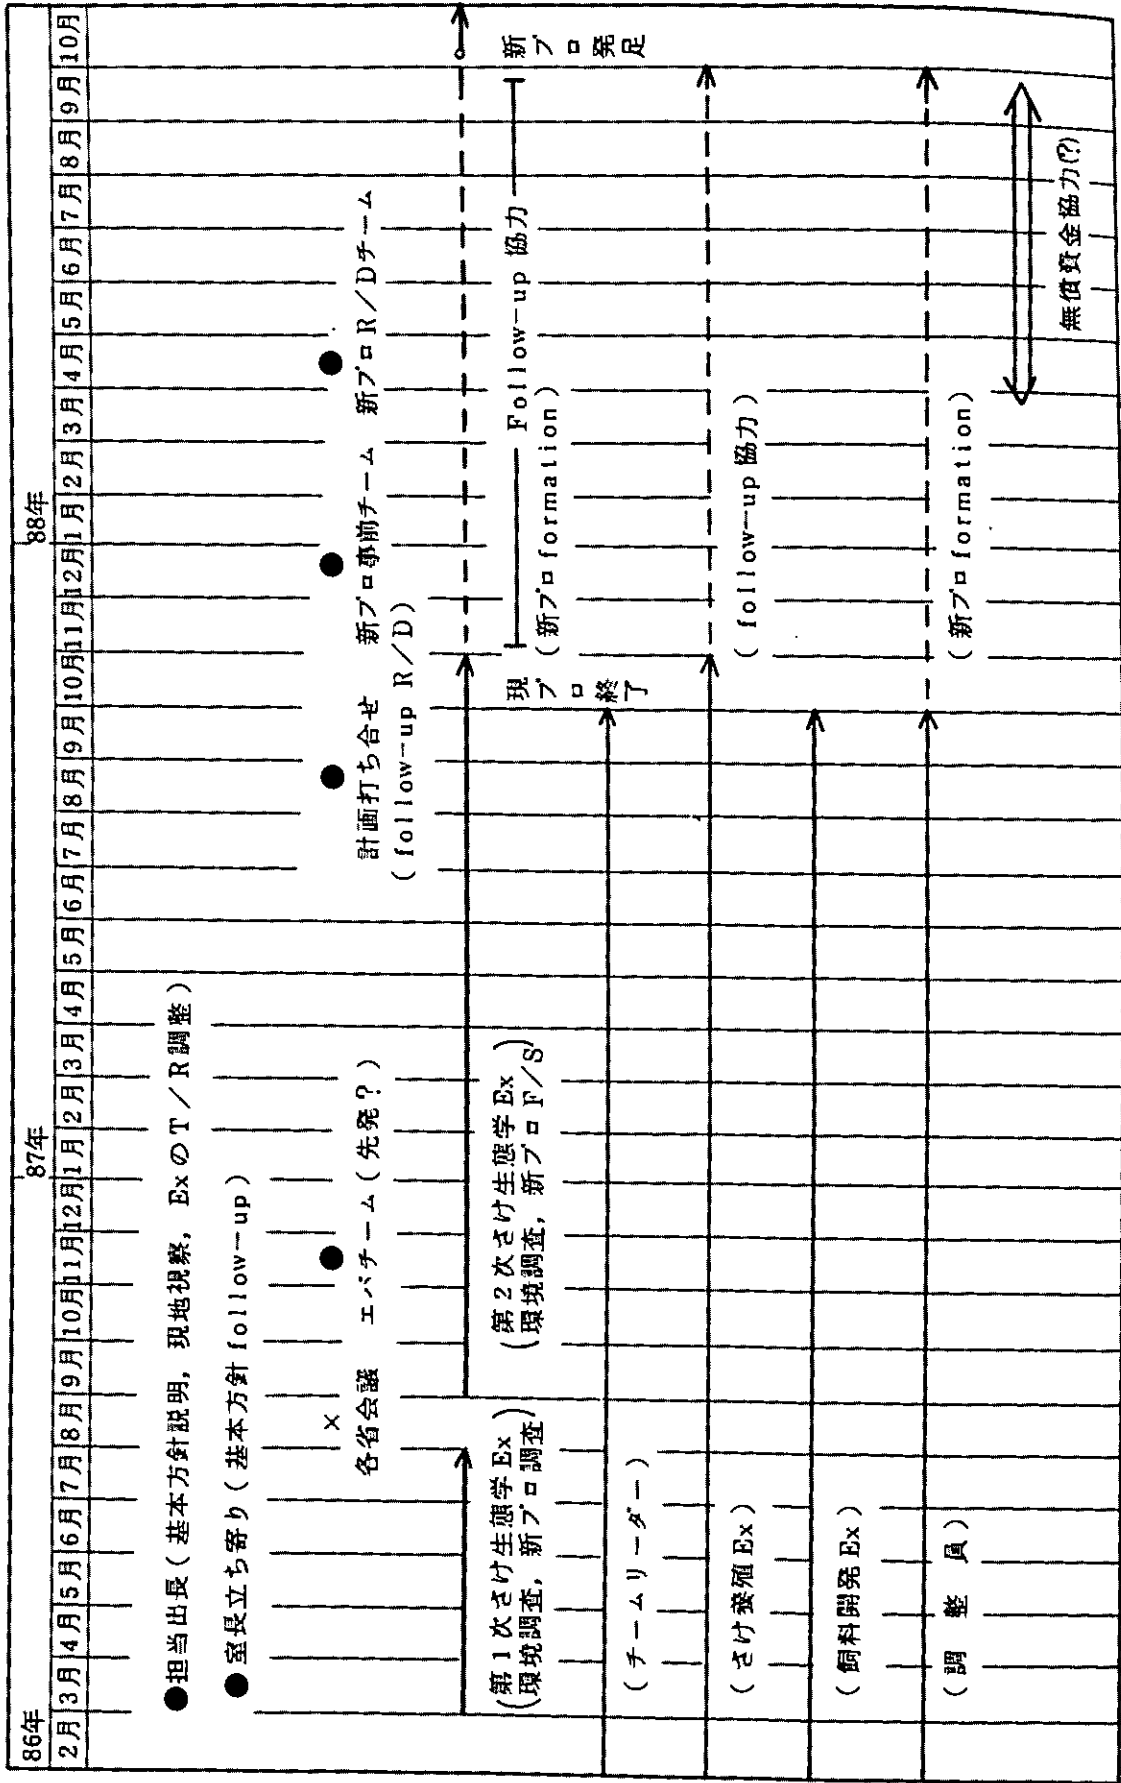 86年 87年 88年
2月 3月 4月 5月 6月 7月 8月 9月 10月 11月 12月 1月 2月 3月 4月 5月 6月 7月 8月 9月 10月 11月 12月 1月 2月 3月 4月 5月 6月 7月 8月 9月 10月
●担当出長(基本方針説明,現地視察,ExのT/R調整)
●室長立ち寄り(基本方針follow-up)
× ● ● ● ●
各省会議 エバチーム(先発?) 計画打ち合せ 新プロ事前チーム 新プロR/Dチーム
(follow-up R/D)
(第1次さけ生態学Ex
環境調査,新プロ調査)
(第2次さけ生態学Ex
環境調査,新プロF/S)
現プロ終了
Follow-up 協力
(新プロformation)
新プロ発足
(チームリーダー)
(さけ養殖Ex) (follow-up 協力)
(飼料開発Ex)
(調整員) (新プロformation)
無償資金協力(?)